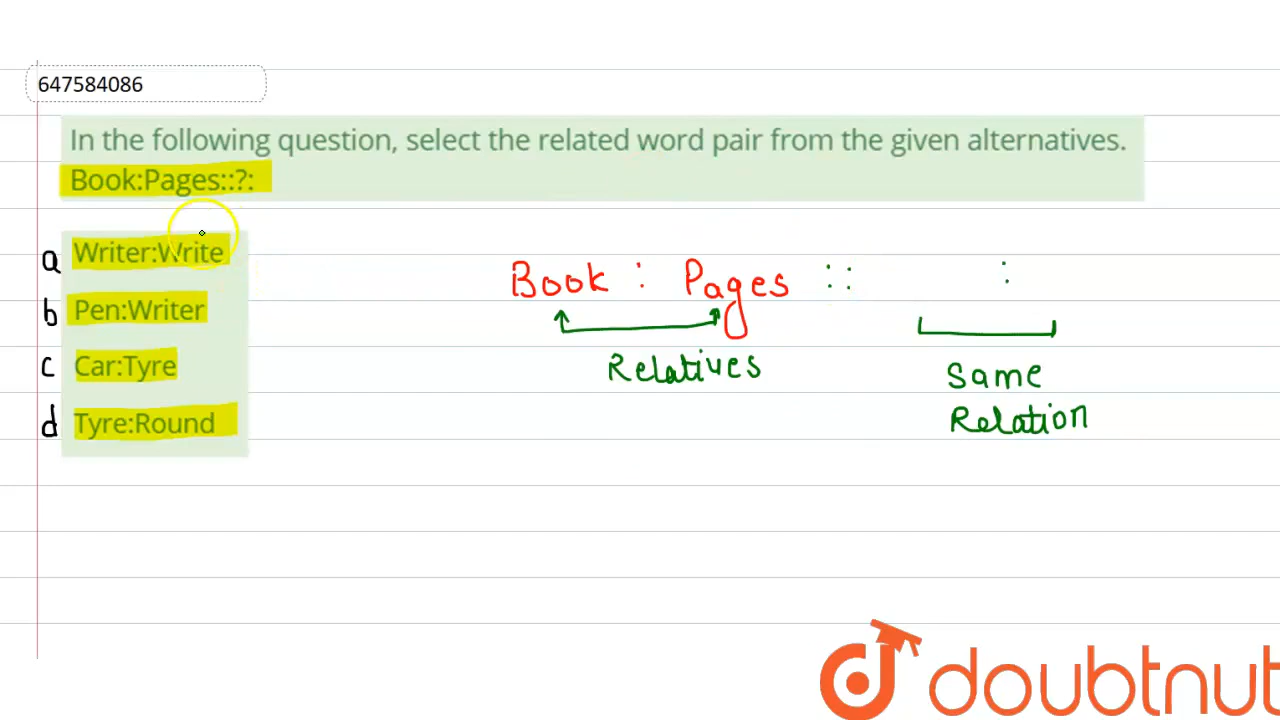 647584086
In the following question, select the related word pair from the given alternatives.
Book:Pages::?:
a Writer:Write
b Pen:Writer
c Car:Tyre
d Tyre:Round
Book : Pages :: :
Relatives
Same
Relation
doubtnut